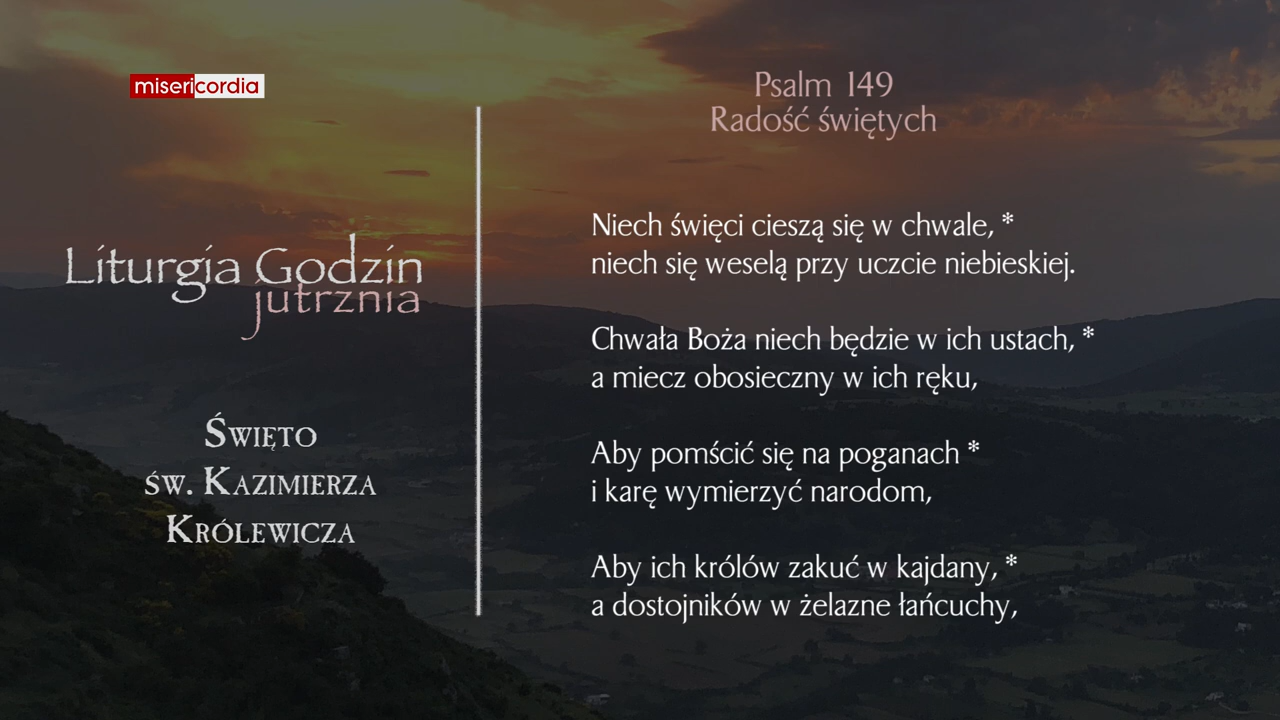 misericordia
Liturgia Godzin
jutrznia
Święto
św. Kazimierza
Królewicza
Psalm 149
Radość świętych
Niech święci cieszą się w chwale, *
niech się weselą przy uczcie niebieskiej.
Chwała Boża niech będzie w ich ustach, *
a miecz obosieczny w ich ręku,
Aby pomścić się na poganach *
i karę wymierzyć narodom,
Aby ich królów zakuć w kajdany, *
a dostojników w żelazne łańcuchy,